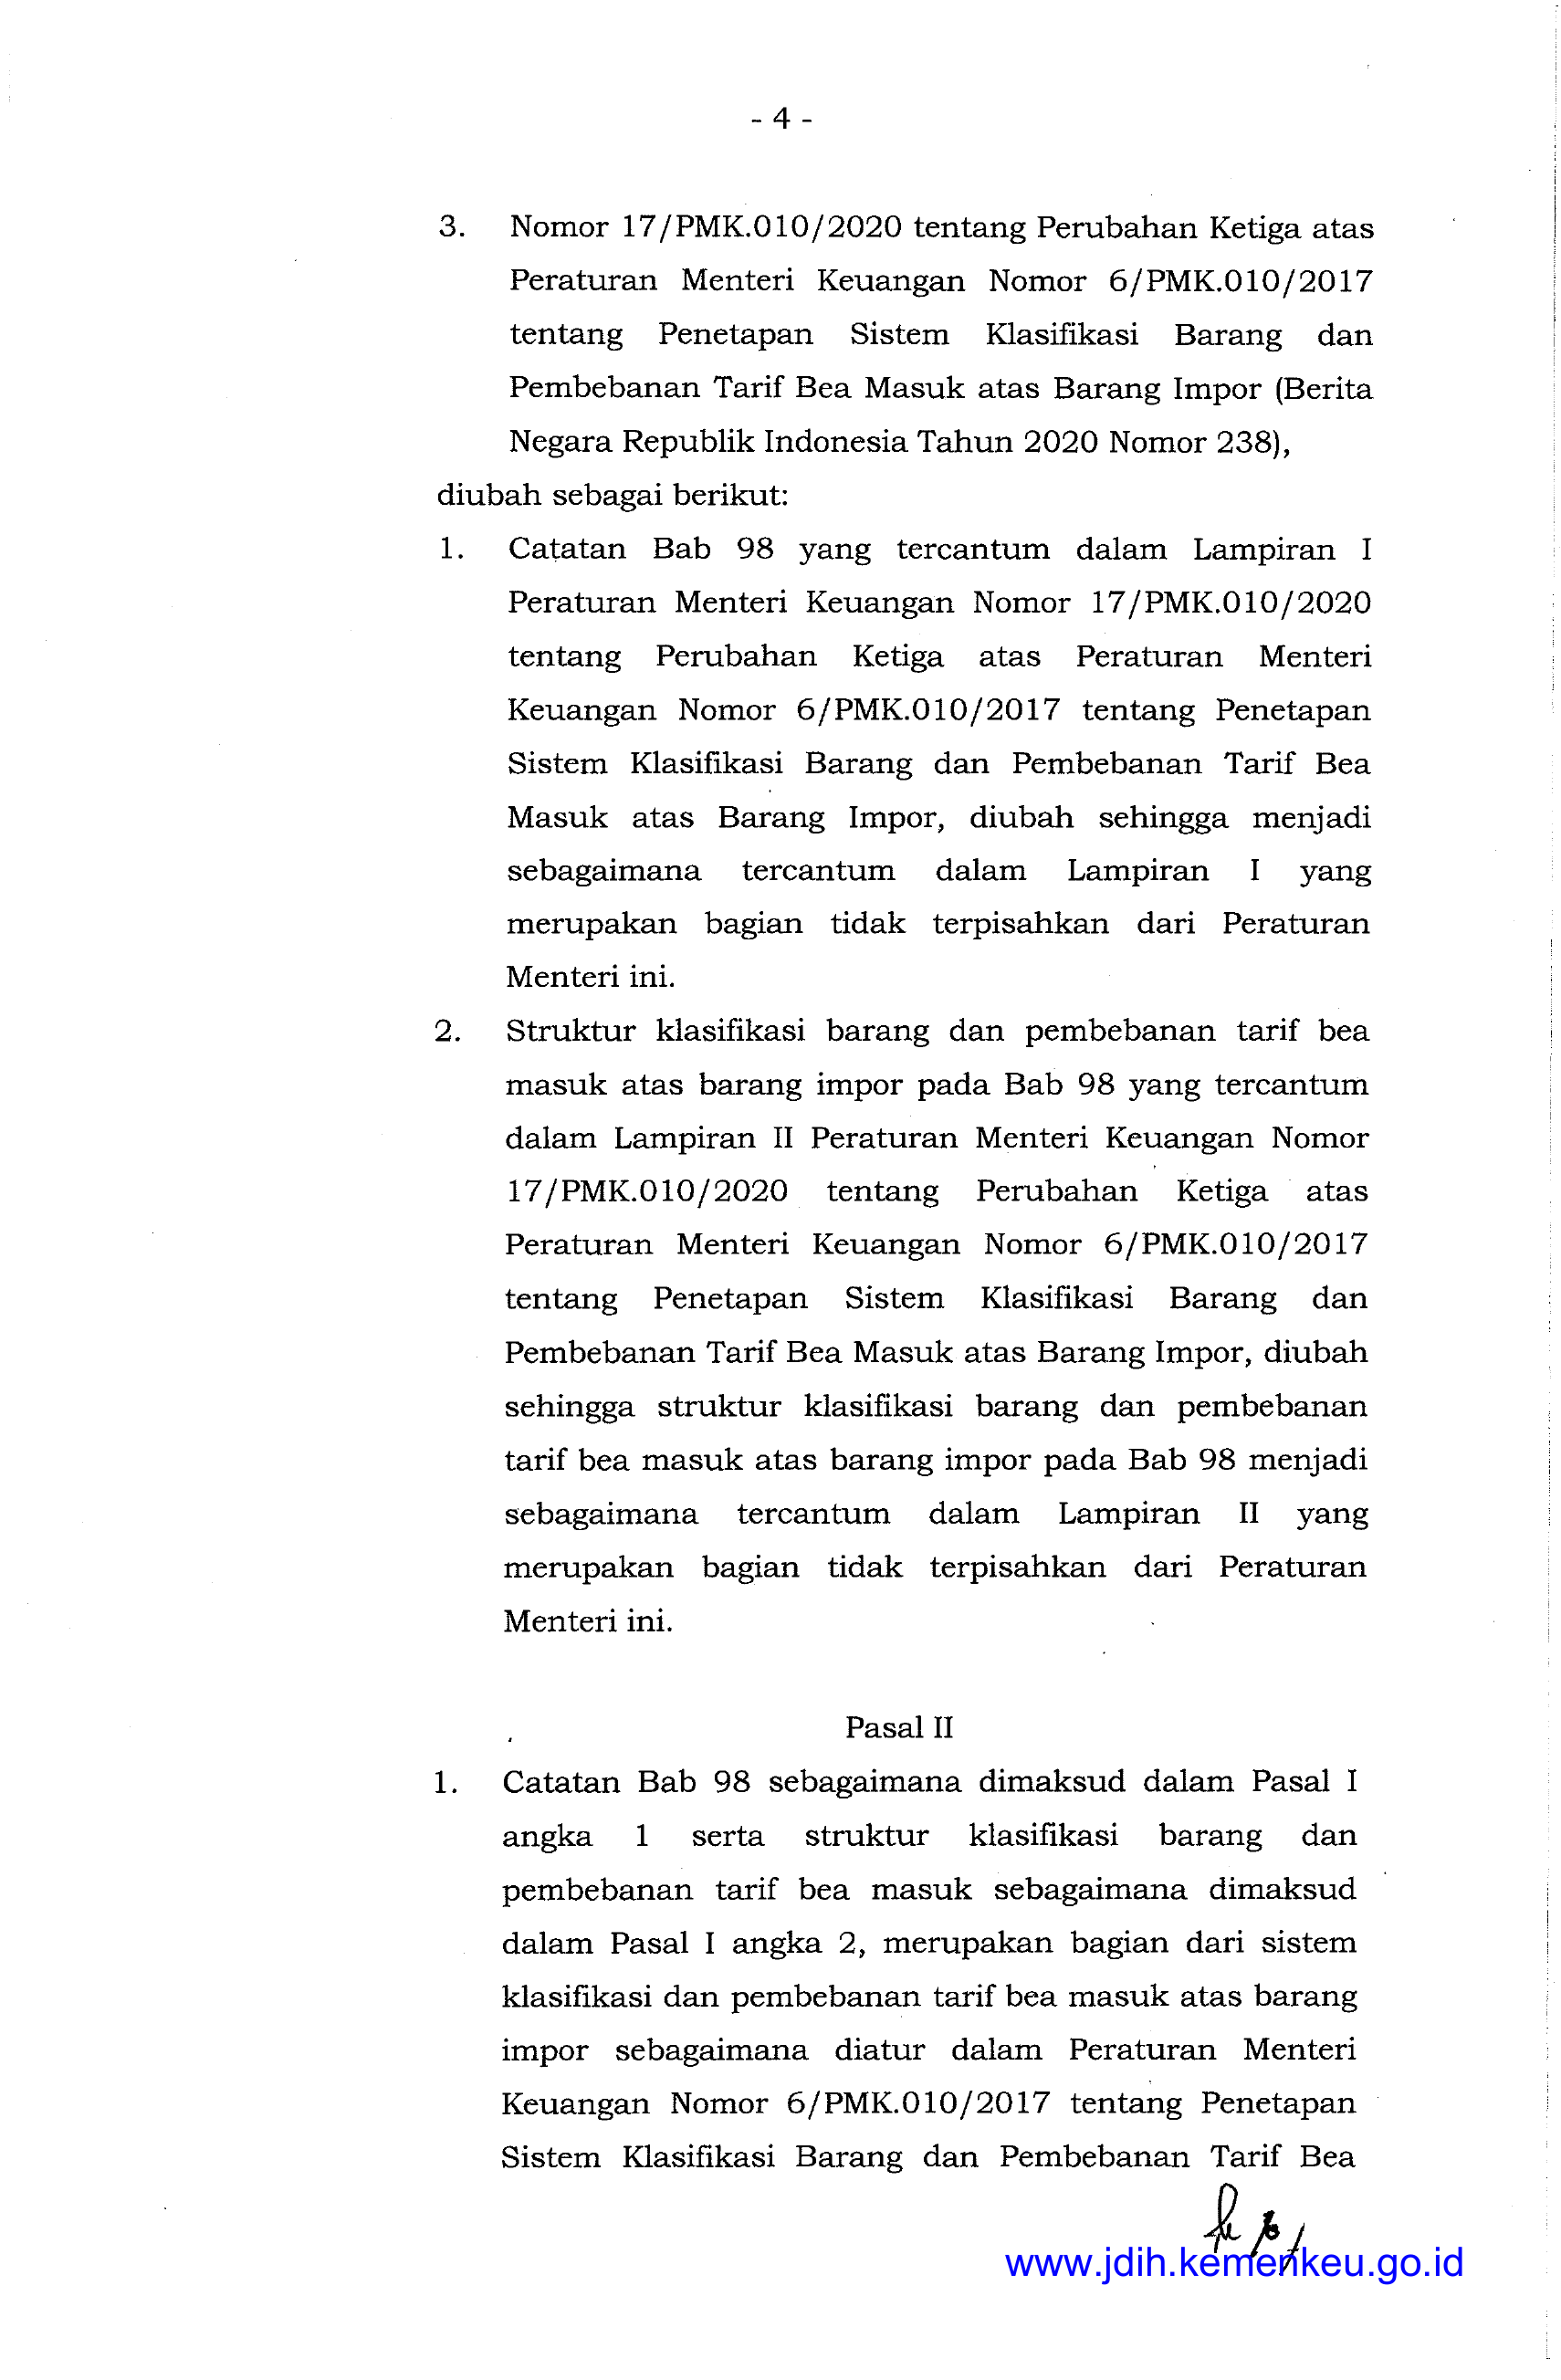 - 4 -
3. Nomor 17/PMK.010/2020 tentang Perubahan Ketiga atas
Peraturan Menteri Keuangan Nomor 6/PMK.010/2017
tentang Penetapan Sistem Klasifikasi Barang dan
Pembebanan Tarif Bea Masuk atas Barang Impor (Berita
Negara Republik Indonesia Tahun 2020 Nomor 238),
diubah sebagai berikut:
1. Catatan Bab 98 yang tercantum dalam Lampiran I
Peraturan Menteri Keuangan Nomor 17/PMK.010/2020
tentang Perubahan Ketiga atas Peraturan Menteri
Keuangan Nomor 6/PMK.010/2017 tentang Penetapan
Sistem Klasifikasi Barang dan Pembebanan Tarif Bea
Masuk atas Barang Impor, diubah sehingga menjadi
sebagaimana tercantum dalam Lampiran I yang
merupakan bagian tidak terpisahkan dari Peraturan
Menteri ini.
2. Struktur klasifikasi barang dan pembebanan tarif bea
masuk atas barang impor pada Bab 98 yang tercantum
dalam Lampiran II Peraturan Menteri Keuangan Nomor
17/PMK.010/2020 tentang Perubahan Ketiga atas
Peraturan Menteri Keuangan Nomor 6/PMK.010/2017
tentang Penetapan Sistem Klasifikasi Barang dan
Pembebanan Tarif Bea Masuk atas Barang Impor, diubah
sehingga struktur klasifikasi barang dan pembebanan
tarif bea masuk atas barang impor pada Bab 98 menjadi
sebagaimana tercantum dalam Lampiran II yang
merupakan bagian tidak terpisahkan dari Peraturan
Menteri ini.
Pasal II
1. Catatan Bab 98 sebagaimana dimaksud dalam Pasal I
angka 1 serta struktur klasifikasi barang dan
pembebanan tarif bea masuk sebagaimana dimaksud
dalam Pasal I angka 2, merupakan bagian dari sistem
klasifikasi dan pembebanan tarif bea masuk atas barang
impor sebagaimana diatur dalam Peraturan Menteri
Keuangan Nomor 6/PMK.010/2017 tentang Penetapan
Sistem Klasifikasi Barang dan Pembebanan Tarif Bea
www.jdih.kemenkeu.go.id